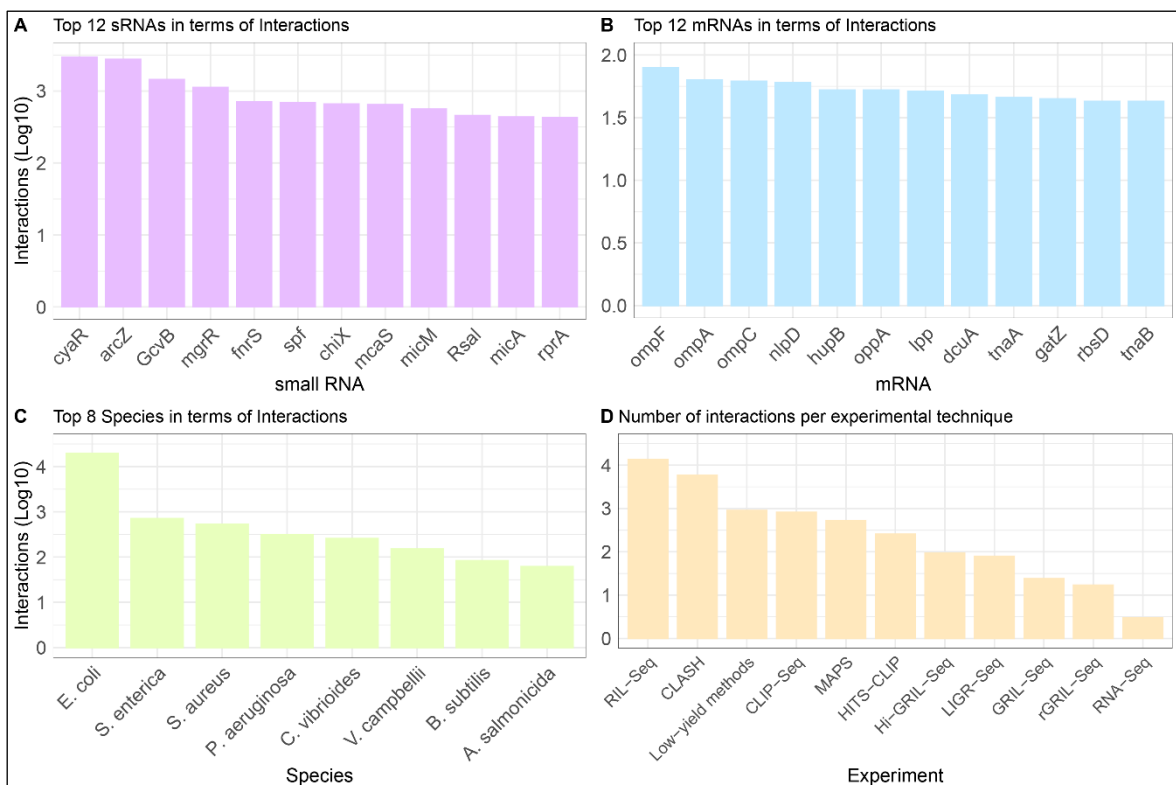 A Top 12 sRNAs in terms of Interactions
Interactions (Log10)
3
2
1
0
cyaR arcZ GcvB mgrR fnrS spf chiX mcaS micM RsaI micA rprA
small RNA
B Top 12 mRNAs in terms of Interactions
2.0
1.5
1.0
0.5
0.0
ompF ompA ompC nlpD hupB oppA lpp dcuA tnaA gatZ rbsD tnaB
mRNA
C Top 8 Species in terms of Interactions
Interactions (Log10)
4
3
2
1
0
E. coli S. enterica S. aureus P. aeruginosa C. vibrioides V. campbellii B. subtilis A. salmonicida
Species
D Number of interactions per experimental technique
4
3
2
1
0
RIL−Seq CLASH Low−yield methods CLIP−Seq MAPS HITS−CLIP Hi−GRIL−Seq LIGR−Seq GRIL−Seq rGRIL−Seq RNA−Seq
Experiment